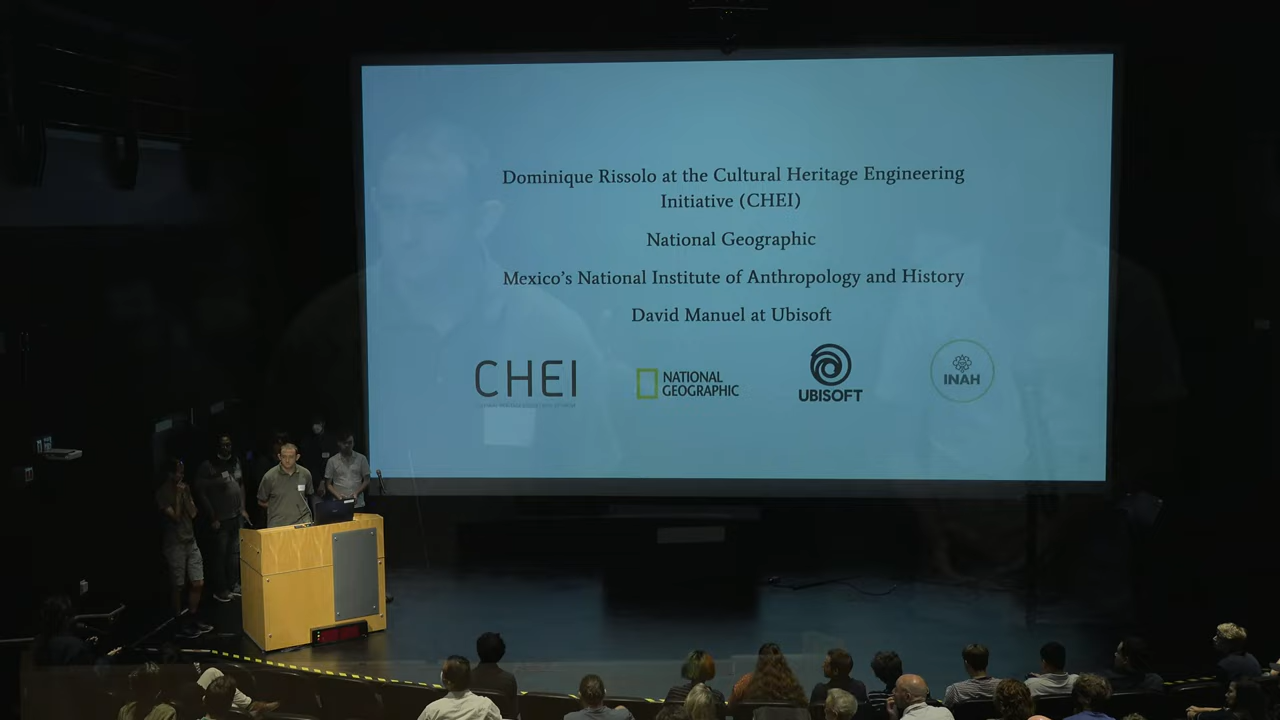 Dominique Rissolo at the Cultural Heritage Engineering
Initiative (CHEI)
National Geographic
Mexico's National Institute of Anthropology and History
David Manuel at Ubisoft
CHEI
NATIONAL
GEOGRAPHIC
UBISOFT
INAH